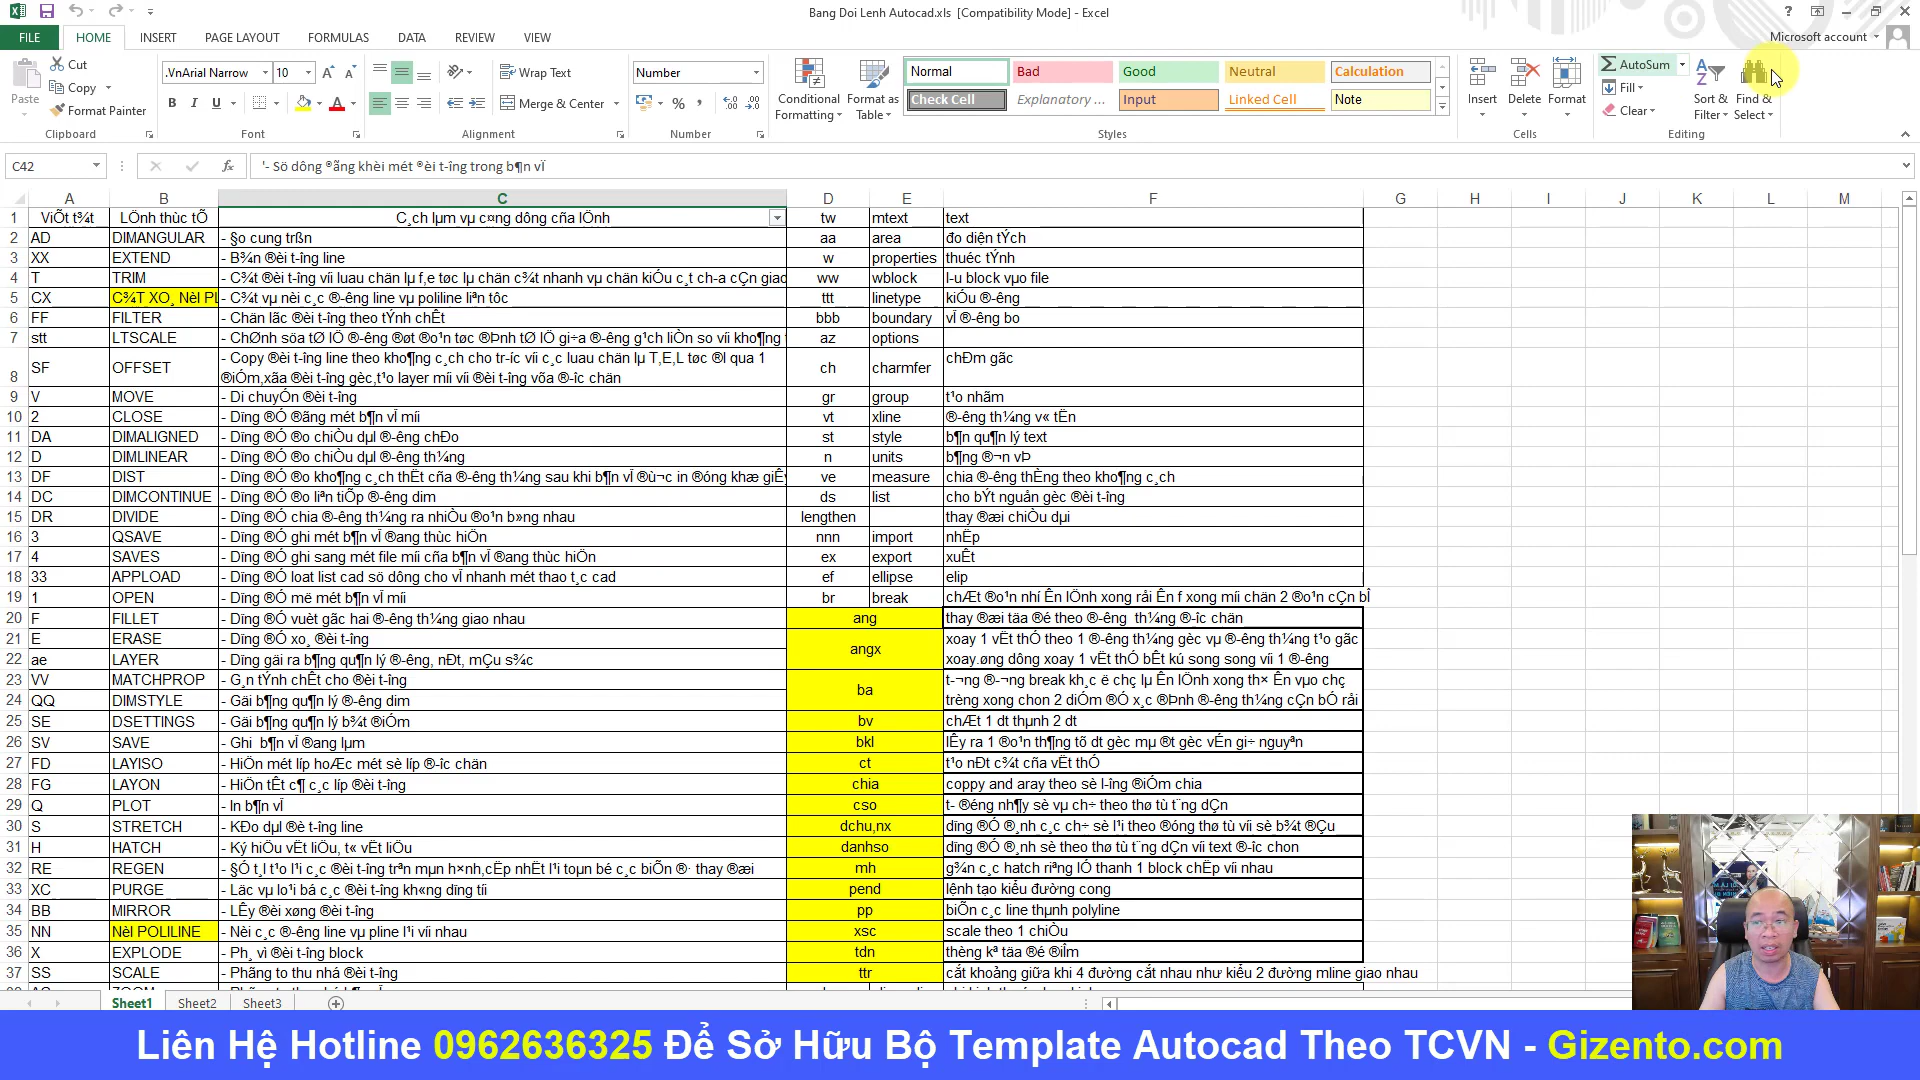 Bang Doi Lenh Autocad.xls [Compatibility Mode] - Excel
FILE HOME INSERT PAGE LAYOUT FORMULAS DATA REVIEW VIEW Microsoft account
Cut
Copy
Format Painter
Paste
Clipboard
.VnArial Narrow 10
B I U
Font
Wrap Text
Merge & Center
Alignment
Number
%
Number
Conditional Formatting
Format as Table
Normal Bad Good Neutral Calculation
Check Cell Explanatory ... Input Linked Cell Note
Styles
Insert Delete Format
Cells
AutoSum
Fill
Clear
Sort & Filter
Find & Select
Editing
C42 fx '- Sö dông ®ãng khèi mét ®èi t-îng trong b¶n vÏ
A B C D E F G H I J K L M
1 ViÕt t¾t LÖnh thùc tÕ C¸ch lµm vµ c«ng dông cña lÖnh tw mtext text
2 AD DIMANGULAR - §o cung trßn aa area đo diện tÝch
3 XX EXTEND - B¾n ®èi t-îng line w properties thuéc tÝnh
4 T TRIM - C¾t ®èi t-îng víi luau chän lµ f,e tøc lµ chän c¾t nhanh vµ chän kiÓu c¸t ch-a cÇn giao ww wblock l-u block vµo file
5 CX C¾T XO¸ NèI PL - C¾t vµ nèi c¸c ®-êng line vµ poliline liªn tôc ttt linetype kiÓu ®-êng
6 FF FILTER - Chän läc ®èi t-îng theo tÝnh chÊt bbb boundary vÏ ®-êng bo
7 stt LTSCALE - ChØnh söa tØ lÖ ®-êng ®øt ®o¹n tøc ®Þnh tØ lÖ gi÷a ®-êng g¹ch liÒn so víi kho¶ng az options
8 SF OFFSET - Copy ®èi t-îng line theo kho¶ng c¸ch cho tr-íc víi c¸c luau chän lµ T,E,L tøc ®I qua 1
®iÓm,xãa ®èi t-îng gèc,t¹o layer míi víi ®èi t-îng võa ®-îc chän ch charmfer chÐm gãc
9 V MOVE - Di chuyÓn ®èi t-îng gr group t¹o nhãm
10 2 CLOSE - Dïng ®Ó ®ãng mét b¶n vÏ míi vt xline ®-êng th¼ng v« tËn
11 DA DIMALIGNED - Dïng ®Ó ®o chiÒu dµI ®-êng chÐo st style b¶n qu¶n lý text
12 D DIMLINEAR - Dïng ®Ó ®o chiÒu dµI ®-êng th¼ng n units b¶ng ®¬n vÞ
13 DF DIST - Dïng ®Ó ®o kho¶ng c¸ch thËt cña ®-êng th¼ng sau khi b¶n vÏ ®ù¬c in ®óng khæ giÊy ve measure chia ®-êng thÈng theo kho¶ng c¸ch
14 DC DIMCONTINUE - Dïng ®Ó ®o liªn tiÕp ®-êng dim ds list cho bÝt nguån gèc ®èi t-îng
15 DR DIVIDE - Dïng ®Ó chia ®-êng th¼ng ra nhiÒu ®o¹n b»ng nhau lengthen thay ®æi chiÒu dµi
16 3 QSAVE - Dïng ®Ó ghi mét b¶n vÏ ®ang thùc hiÖn nnn import nhËp
17 4 SAVES - Dïng ®Ó ghi sang mét file míi cña b¶n vÏ ®ang thùc hiÖn ex export xuÊt
18 33 APPLOAD - Dïng ®Ó loat list cad sö dông cho vÏ nhanh mét thao t¸c cad ef ellipse elip
19 1 OPEN - Dïng ®Ó më mét b¶n vÏ míi br break chÆt ®o¹n nhí Ên lÖnh xong råi Ên f xong míi chän 2 ®o¹n cÇn bÎ
20 F FILLET - Dïng ®Ó vuèt gãc hai ®-êng th¼ng giao nhau ang thay ®æi täa ®é theo ®-êng th¼ng ®-îc chän
21 E ERASE - Dïng ®Ó xo¸ ®èi t-îng angx xoay 1 vËt thÓ theo 1 ®-êng th¼ng gèc vµ ®-êng th¼ng t¹o gãc
22 ae LAYER - Dïng gäi ra b¶ng qu¶n lý ®-êng, nÐt, mÇu s¾c xoay.øng dông xoay 1 vËt thÓ bÊt kú song song víi 1 ®-êng
23 VV MATCHPROP - G¸n tÝnh chÊt cho ®èi t-îng ba t-¬ng ®-¬ng break kh¸c ë chç lµ Ên lÖnh xong th× Ên vµo chç
24 QQ DIMSTYLE - Gäi b¶ng qu¶n lý ®-êng dim trèng xong chon 2 diÓm ®Ó x¸c ®Þnh ®-êng th¼ng cÇn bÓ råi
25 SE DSETTINGS - Gäi b¶ng qu¶n lý b¾t ®iÓm bv chÆt 1 dt thµnh 2 dt
26 SV SAVE - Ghi b¶n vÏ ®ang lµm bkl lÊy ra 1 ®o¹n th¶ng tõ dt gèc mµ ®t gèc vÉn gi÷ nguyªn
27 FD LAYISO - HiÖn mét líp hoÆc mét sè líp ®-îc chän ct t¹o nÐt c¾t cña vËt thÓ
28 FG LAYON - HiÖn tÊt c¶ c¸c líp ®èi t-îng chia coppy and aray theo sè l-îng ®iÓm chia
29 Q PLOT - In b¶n vÏ cso t- ®éng nh¶y sè vµ ch÷ theo thø tù t¨ng dÇn
30 S STRETCH - KÐo dµI ®è t-îng line dchu,nx dïng ®Ó ®¸nh c¸c ch÷ sè l¹i theo ®óng thø tù víi sè b¾t ®Çu
31 H HATCH - Ký hiÖu vËt liÖu, t« vËt liÖu danhso dïng ®Ó ®¸nh sè theo thø tù t¨ng dÇn víi text ®-îc chon
32 RE REGEN - §Ó t¸I t¹o l¹i c¸c ®èi t-îng trªn mµn h×nh,cËp nhËt l¹i toµn bé c¸c biÕn ®· thay ®æi mh g¾n c¸c hatch riªng lÓ thanh 1 block chËp víi nhau
33 XC PURGE - Läc vµ lo¹i bá c¸c ®èi t-îng kh«ng dïng tíi pend lệnh tạo kiểu đường cong
34 BB MIRROR - LÊy ®èi xøng ®èi t-îng pp biÕn c¸c line thµnh polyline
35 NN NèI POLILINE - Nèi c¸c ®-êng line vµ pline l¹i víi nhau xsc scale theo 1 chiÒu
36 X EXPLODE - Ph¸ vì ®èi t-îng block tdn thèng kª täa ®é ®iÎm
37 SS SCALE - Phãng to thu nhá ®èi t-îng ttr cắt khoảng giữa khi 4 đường cắt nhau như kiểu 2 đường mline giao nhau
Sheet1 Sheet2 Sheet3
Liên Hệ Hotline 0962636325 Để Sở Hữu Bộ Template Autocad Theo TCVN - Gizento.com